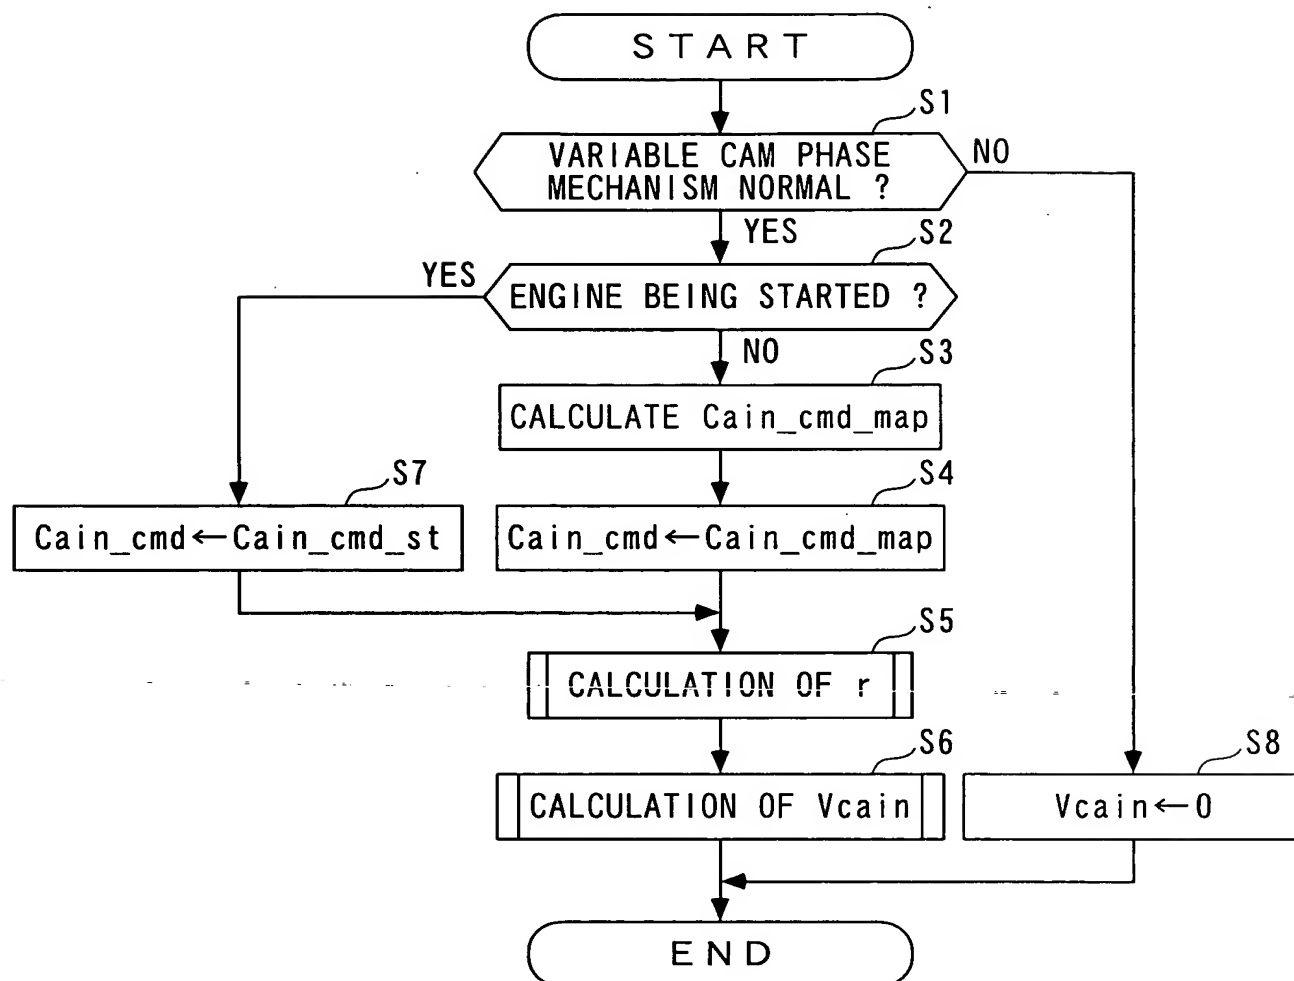 START
S1
VARIABLE CAM PHASE
MECHANISM NORMAL ?
NO
YES
S2
YES
ENGINE BEING STARTED ?
NO
S3
CALCULATE Cain_cmd_map
S7
S4
Cain_cmd←Cain_cmd_st
Cain_cmd←Cain_cmd_map
S5
CALCULATION OF r
S6
S8
CALCULATION OF Vcain
Vcain←0
END